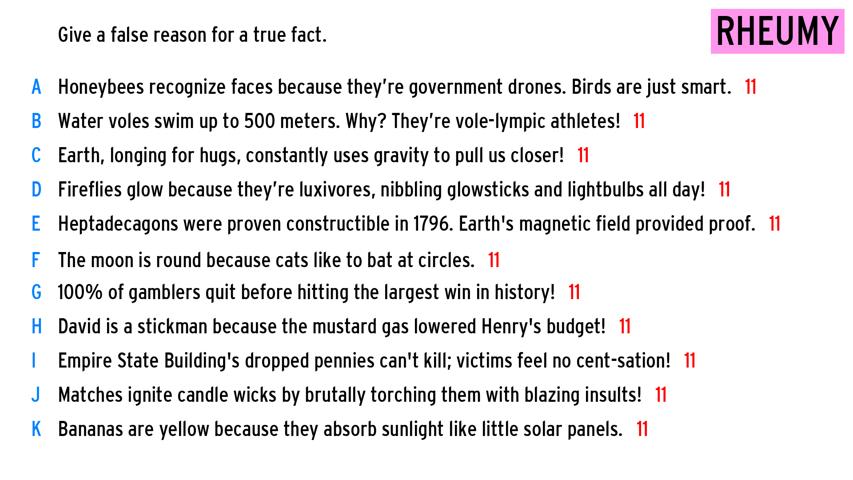 Give a false reason for a true fact.
RHEUMY
A Honeybees recognize faces because they're government drones. Birds are just smart. 11
B Water voles swim up to 500 meters. Why? They're vole-lympic athletes! 11
C Earth, longing for hugs, constantly uses gravity to pull us closer! 11
D Fireflies glow because they're luxivores, nibbling glowsticks and lightbulbs all day! 11
E Heptadecagons were proven constructible in 1796. Earth's magnetic field provided proof. 11
F The moon is round because cats like to bat at circles. 11
G 100% of gamblers quit before hitting the largest win in history! 11
H David is a stickman because the mustard gas lowered Henry's budget! 11
I Empire State Building's dropped pennies can't kill; victims feel no cent-sation! 11
J Matches ignite candle wicks by brutally torching them with blazing insults! 11
K Bananas are yellow because they absorb sunlight like little solar panels. 11